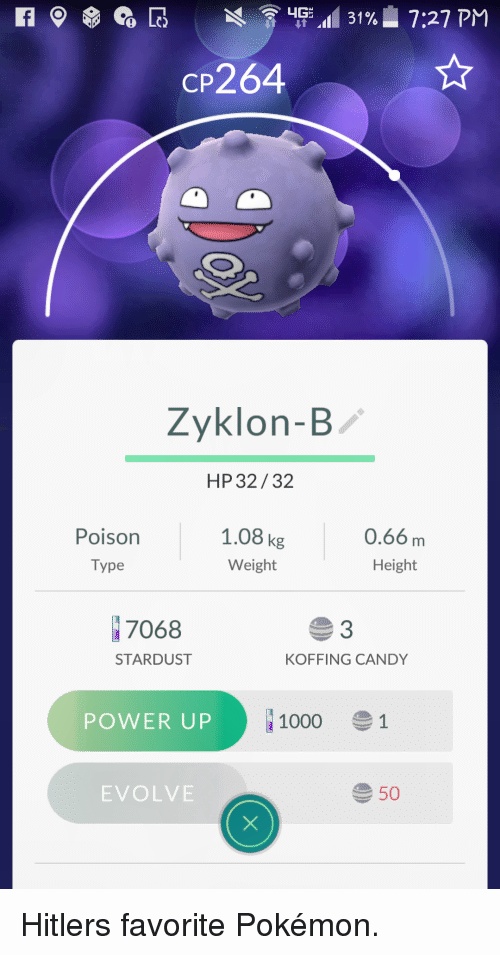 4GE 31% 7:27 PM
CP264
Zyklon-B
HP 32 / 32
Poison 1.08 kg 0.66 m
Type Weight Height
7068 3
STARDUST KOFFING CANDY
POWER UP 1000 1
EVOLVE 50
Hitlers favorite Pokémon.